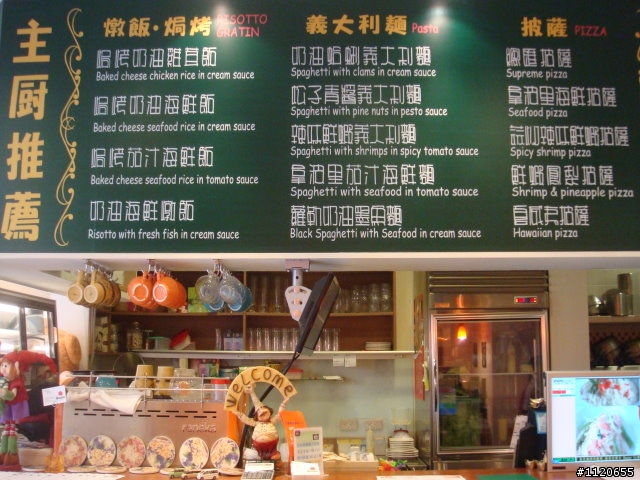 主厨推薦
燉飯·焗烤 RISOTTO GRATIN
焗烤奶油雞茸飯
Baked cheese chicken rice in cream sauce
焗烤奶油海鮮飯
Baked cheese seafood rice in cream sauce
焗烤茄汁海鮮飯
Baked cheese seafood rice in tomato sauce
奶油海鮮燉飯
Risotto with fresh fish in cream sauce
義大利麵 Pasta
奶油蛤蜊義大利麵
Spaghetti with clams in cream sauce
松子青醬義大利麵
Spaghetti with pine nuts in pesto sauce
辣味鮮蝦義大利麵
Spaghetti with shrimps in spicy tomato sauce
拿波里茄汁海鮮麵
Spaghetti with seafood in tomato sauce
蘿勒奶油墨魚麵
Black Spaghetti with Seafood in cream sauce
披薩 PIZZA
總匯披薩
Supreme pizza
拿波里海鮮披薩
Seafood pizza
辣味鮮蝦披薩
Spicy shrimp pizza
鮮蝦鳳梨披薩
Shrimp & pineapple pizza
夏威夷披薩
Hawaiian pizza
Welcome
#1120655